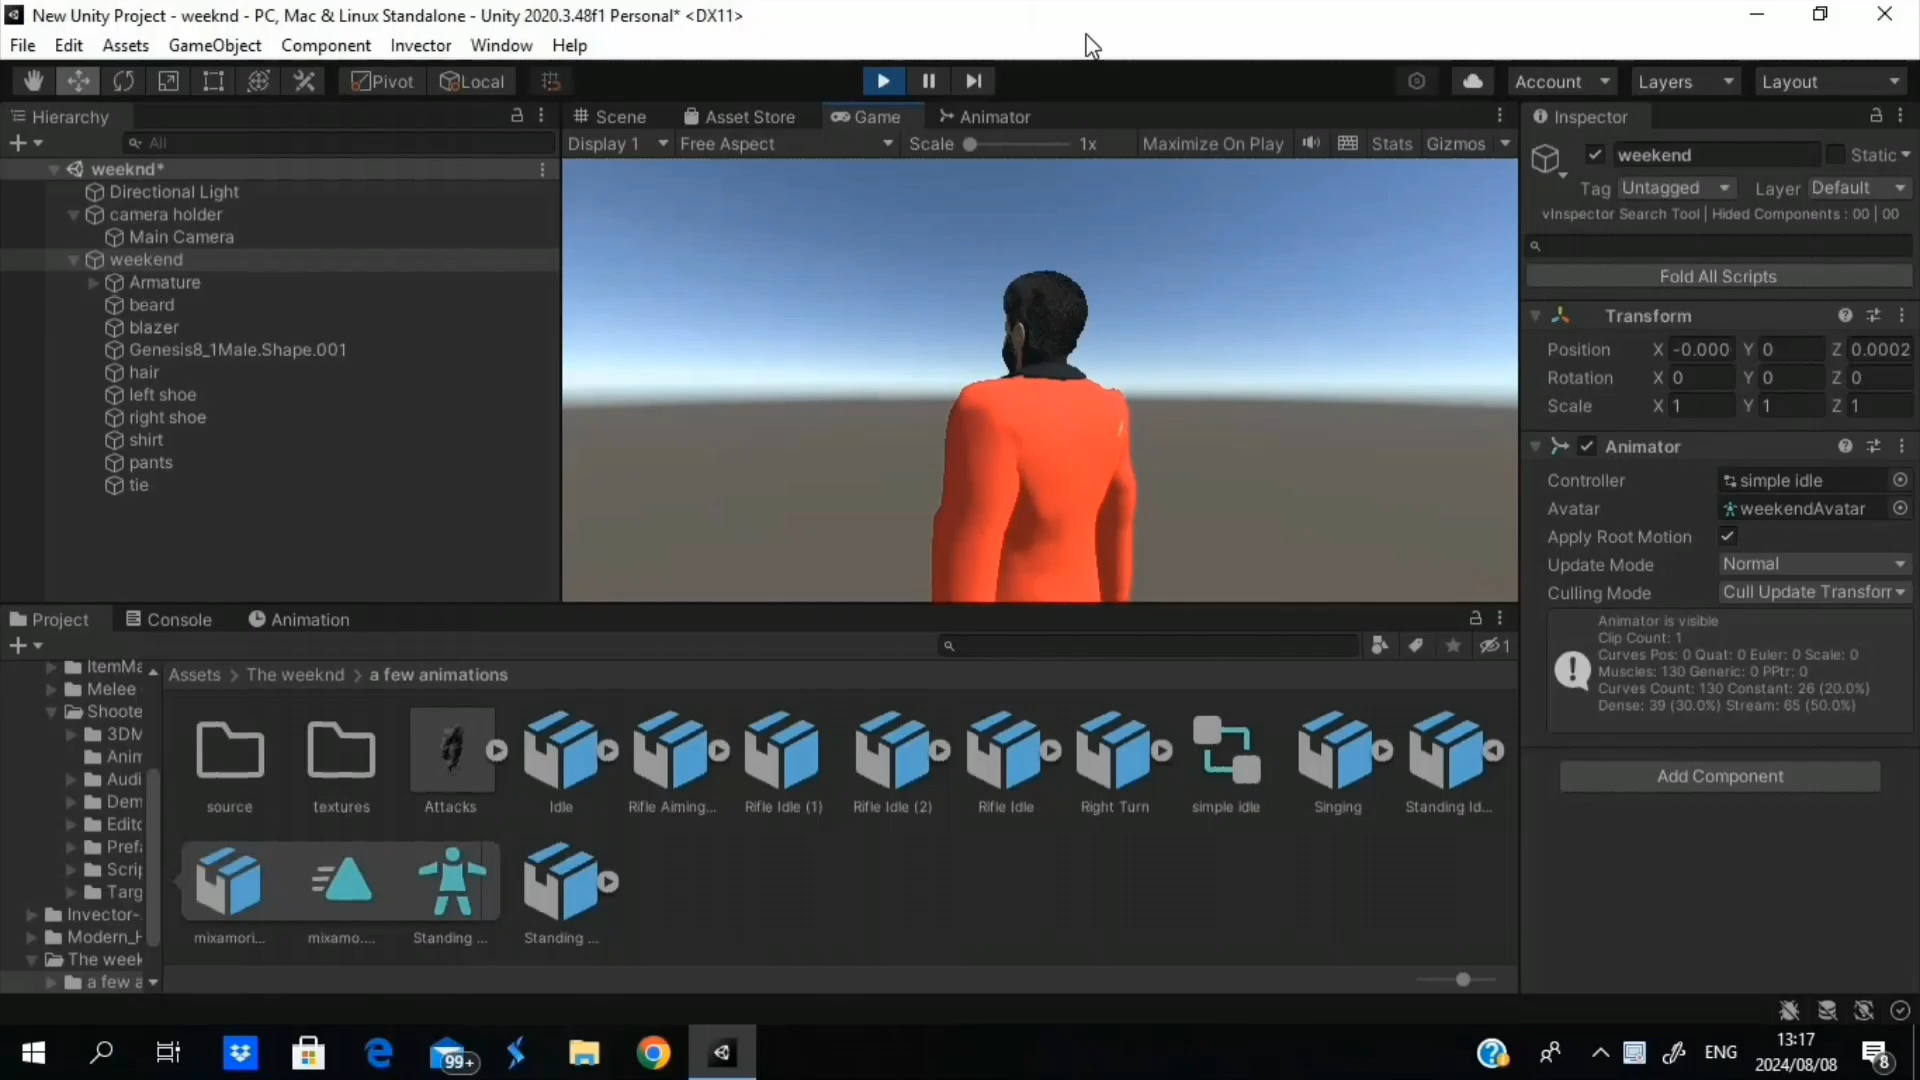 New Unity Project - weeknd - PC, Mac & Linux Standalone - Unity 2020.3.48f1 Personal* <DX11>
File Edit Assets GameObject Component Invector Window Help
Pivot Local Account Layers Layout
Hierarchy
All
weeknd*
Directional Light
camera holder
Main Camera
weekend
Armature
beard
blazer
Genesis8_1Male.Shape.001
hair
left shoe
right shoe
shirt
pants
tie
Scene Asset Store Game Animator
Display 1 Free Aspect Scale 1x Maximize On Play Stats Gizmos
Inspector
weekend Static
Tag Untagged Layer Default
vInspector Search Tool | Hided Components : 00 | 00
Fold All Scripts
Transform
Position X -0.000 Y 0 Z 0.0002
Rotation X 0 Y 0 Z 0
Scale X 1 Y 1 Z 1
Animator
Controller simple idle
Avatar weekendAvatar
Apply Root Motion
Update Mode Normal
Culling Mode Cull Update Transforr
Animator is visible
Clip Count: 1
Curves Pos: 0 Quat: 0 Euler: 0 Scale: 0
Muscles: 130 Generic: 0 PPtr: 0
Curves Count: 130 Constant: 26 (20.0%)
Dense: 39 (30.0%) Stream: 65 (50.0%)
Add Component
Project Console Animation
1
ItemMa
Melee
Shoote
3DM
Anim
Audi
Dem
Edito
Prefa
Scrip
Targ
Invector-
Modern_H
The week
a few a
Assets > The weeknd > a few animations
source textures Attacks Idle Rifle Aiming... Rifle Idle (1) Rifle Idle (2) Rifle Idle Right Turn simple idle Singing Standing Id...
mixamori... mixamo.... Standing ... Standing ...
99+
ENG
13:17
2024/08/08
8